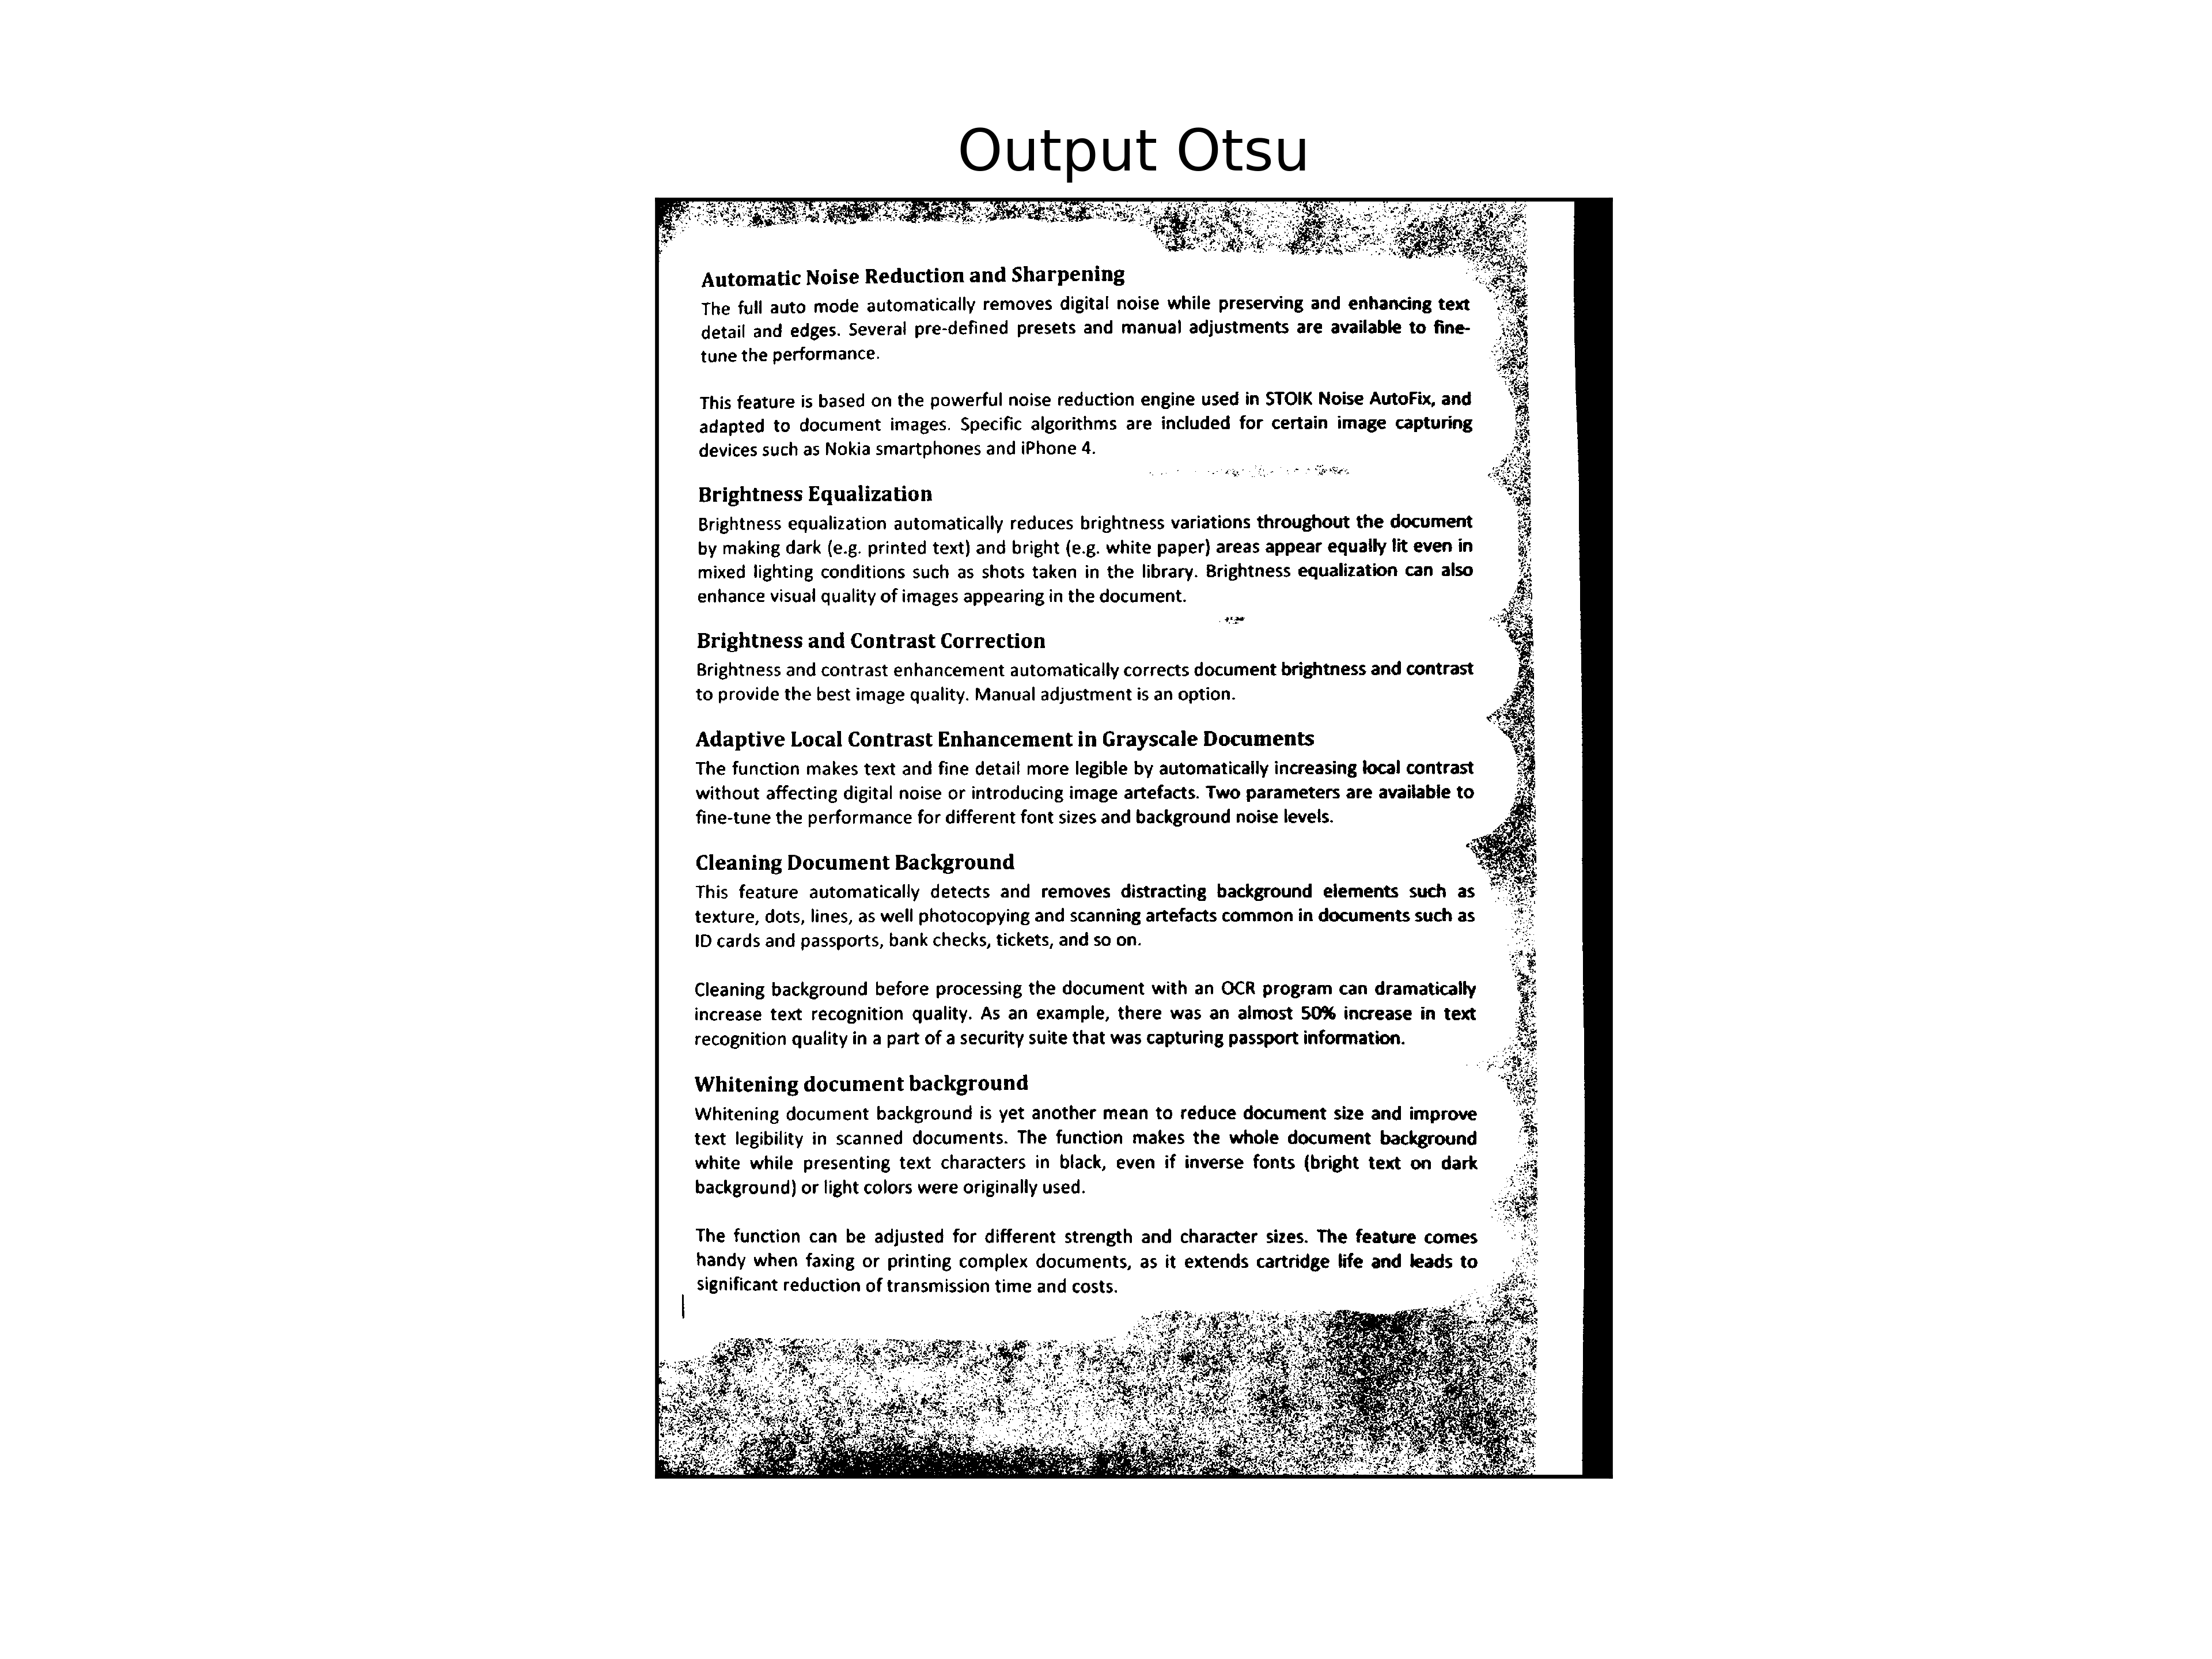 Output Otsu
Automatic Noise Reduction and Sharpening
The full auto mode automatically removes digital noise while preserving and enhancing text
detail and edges. Several pre-defined presets and manual adjustments are available to fine-
tune the performance.
This feature is based on the powerful noise reduction engine used in STOIK Noise AutoFix, and
adapted to document images. Specific algorithms are included for certain image capturing
devices such as Nokia smartphones and iPhone 4.
Brightness Equalization
Brightness equalization automatically reduces brightness variations throughout the document
by making dark (e.g. printed text) and bright (e.g. white paper) areas appear equally lit even in
mixed lighting conditions such as shots taken in the library. Brightness equalization can also
enhance visual quality of images appearing in the document.
Brightness and Contrast Correction
Brightness and contrast enhancement automatically corrects document brightness and contrast
to provide the best image quality. Manual adjustment is an option.
Adaptive Local Contrast Enhancement in Grayscale Documents
The function makes text and fine detail more legible by automatically increasing local contrast
without affecting digital noise or introducing image artefacts. Two parameters are available to
fine-tune the performance for different font sizes and background noise levels.
Cleaning Document Background
This feature automatically detects and removes distracting background elements such as
texture, dots, lines, as well photocopying and scanning artefacts common in documents such as
ID cards and passports, bank checks, tickets, and so on.
Cleaning background before processing the document with an OCR program can dramatically
increase text recognition quality. As an example, there was an almost 50% increase in text
recognition quality in a part of a security suite that was capturing passport information.
Whitening document background
Whitening document background is yet another mean to reduce document size and improve
text legibility in scanned documents. The function makes the whole document background
white while presenting text characters in black, even if inverse fonts (bright text on dark
background) or light colors were originally used.
The function can be adjusted for different strength and character sizes. The feature comes
handy when faxing or printing complex documents, as it extends cartridge life and leads to
significant reduction of transmission time and costs.